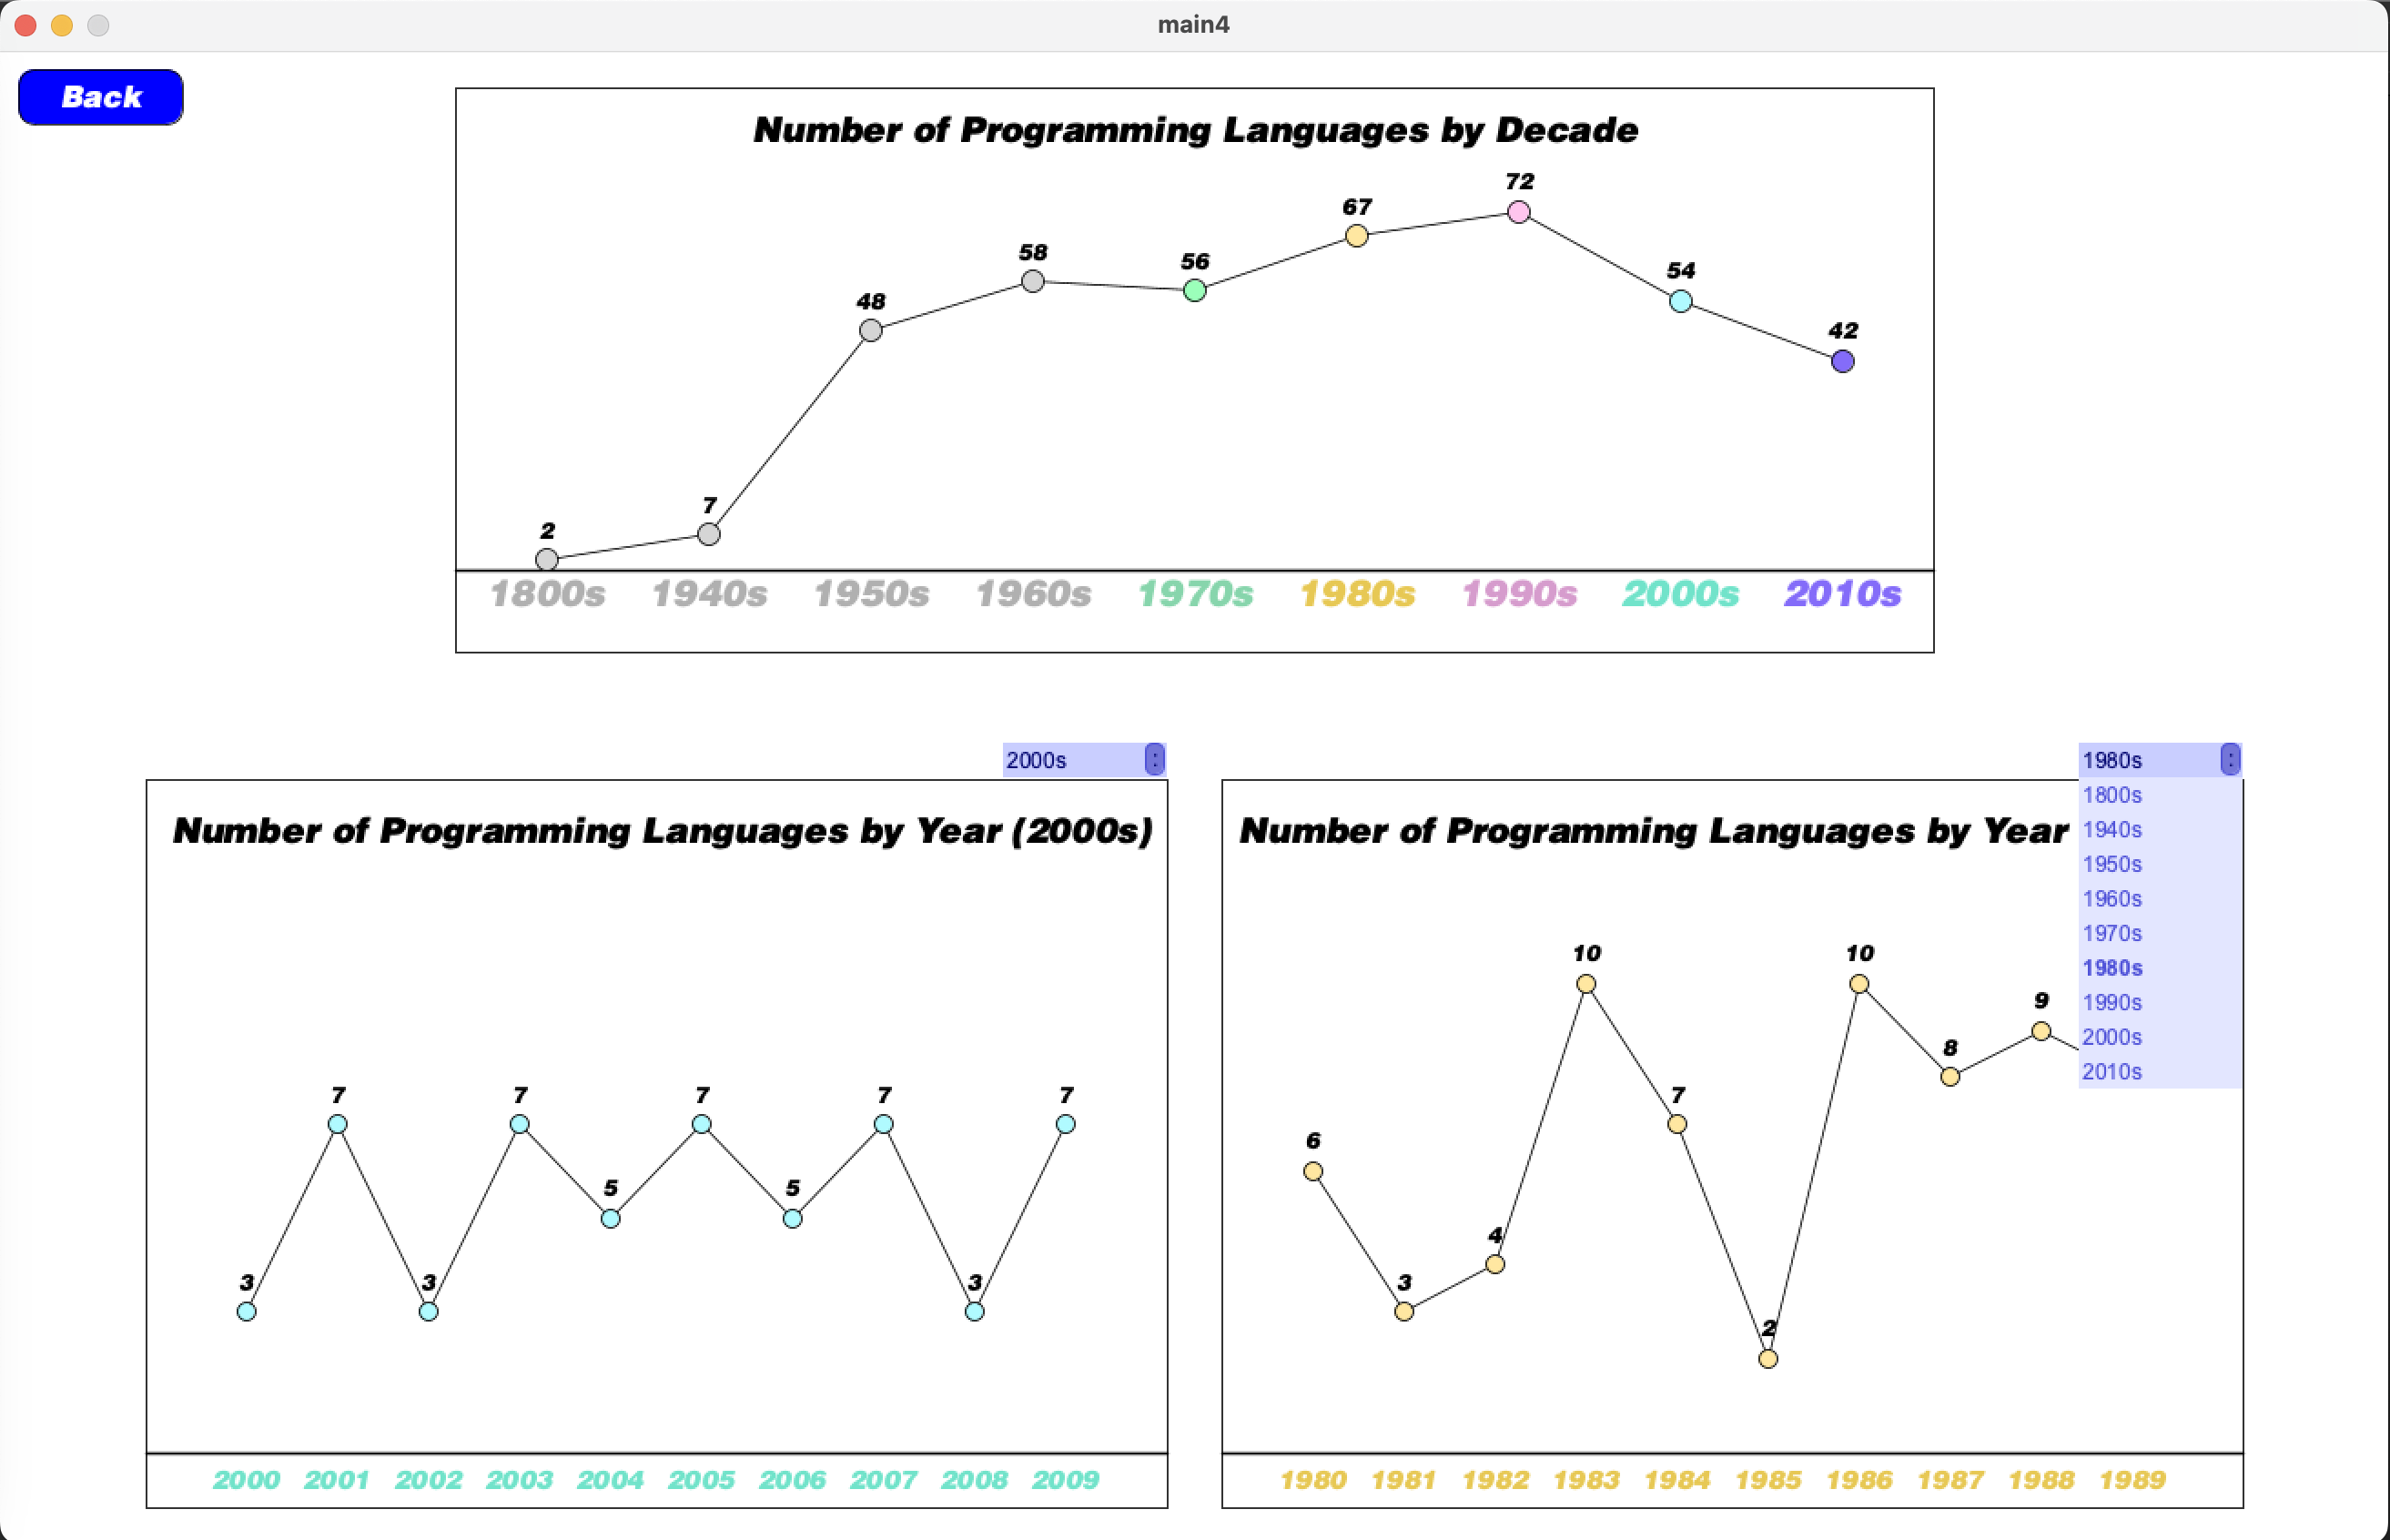 main4
Back
Number of Programming Languages by Decade
72
67
58
56
54
48
42
7
2
1800s 1940s 1950s 1960s 1970s 1980s 1990s 2000s 2010s
2000s :
Number of Programming Languages by Year (2000s)
7 7 7 7 7
5 5
3 3 3
2000 2001 2002 2003 2004 2005 2006 2007 2008 2009
1980s :
1800s
1940s
1950s
1960s
1970s
1980s
1990s
2000s
2010s
Number of Programming Languages by Year
10 10
9
8
7
6
4
3
2
1980 1981 1982 1983 1984 1985 1986 1987 1988 1989